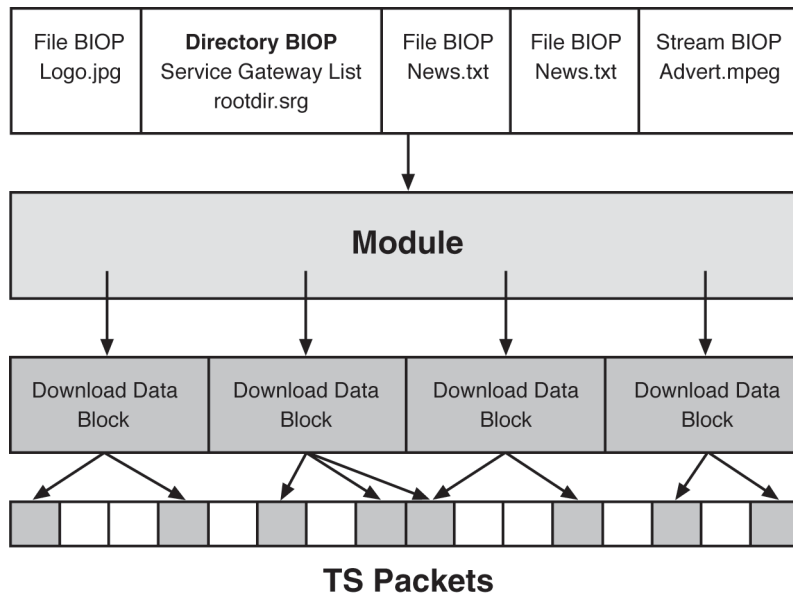 File BIOP
Logo.jpg
Directory BIOP
Service Gateway List
rootdir.srg
File BIOP
News.txt
File BIOP
News.txt
Stream BIOP
Advert.mpeg
Module
Download Data
Block
Download Data
Block
Download Data
Block
Download Data
Block
TS Packets